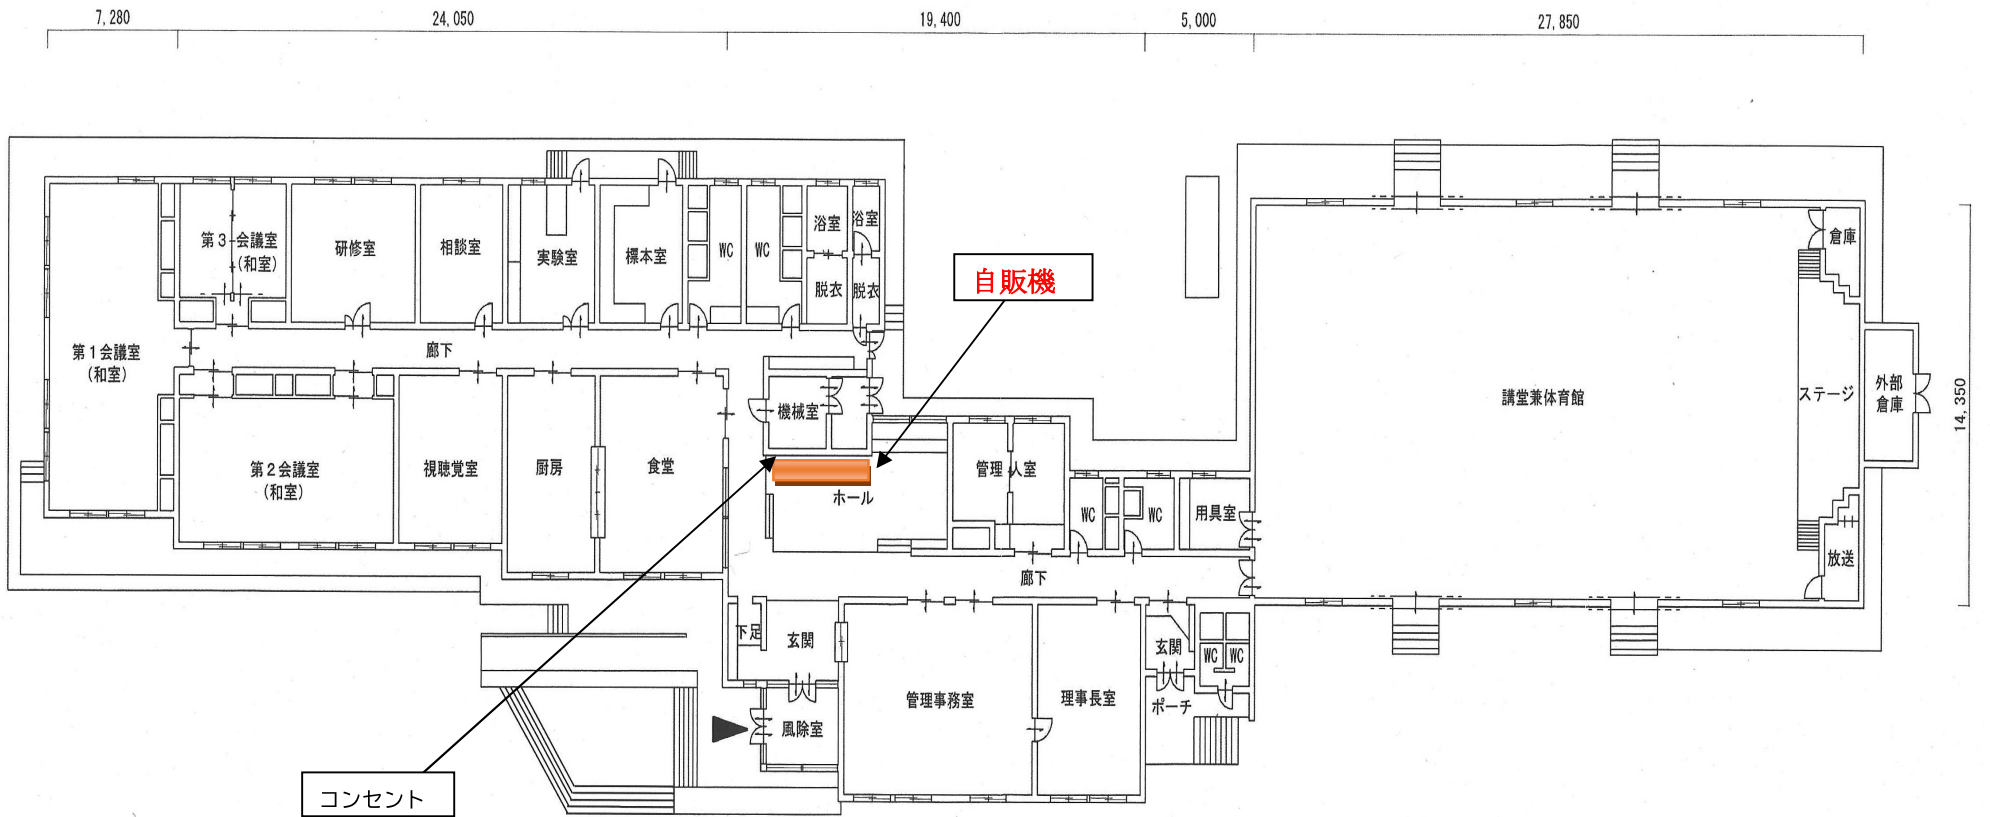 7,280
24,050
19,400
5,000
27,850
第3会議室
(和室)
研修室
相談室
実験室
標本室
WC
WC
浴室
浴室
脱衣
脱衣
自販機
倉庫
第1会議室
(和室)
廊下
機械室
講堂兼体育館
ステージ
外部
倉庫
14,350
第2会議室
(和室)
視聴覚室
厨房
食堂
ホール
管理人室
WC
WC
用具室
廊下
放送
下足
玄関
玄関
WC
WC
管理事務室
理事長室
ポーチ
風除室
コンセント